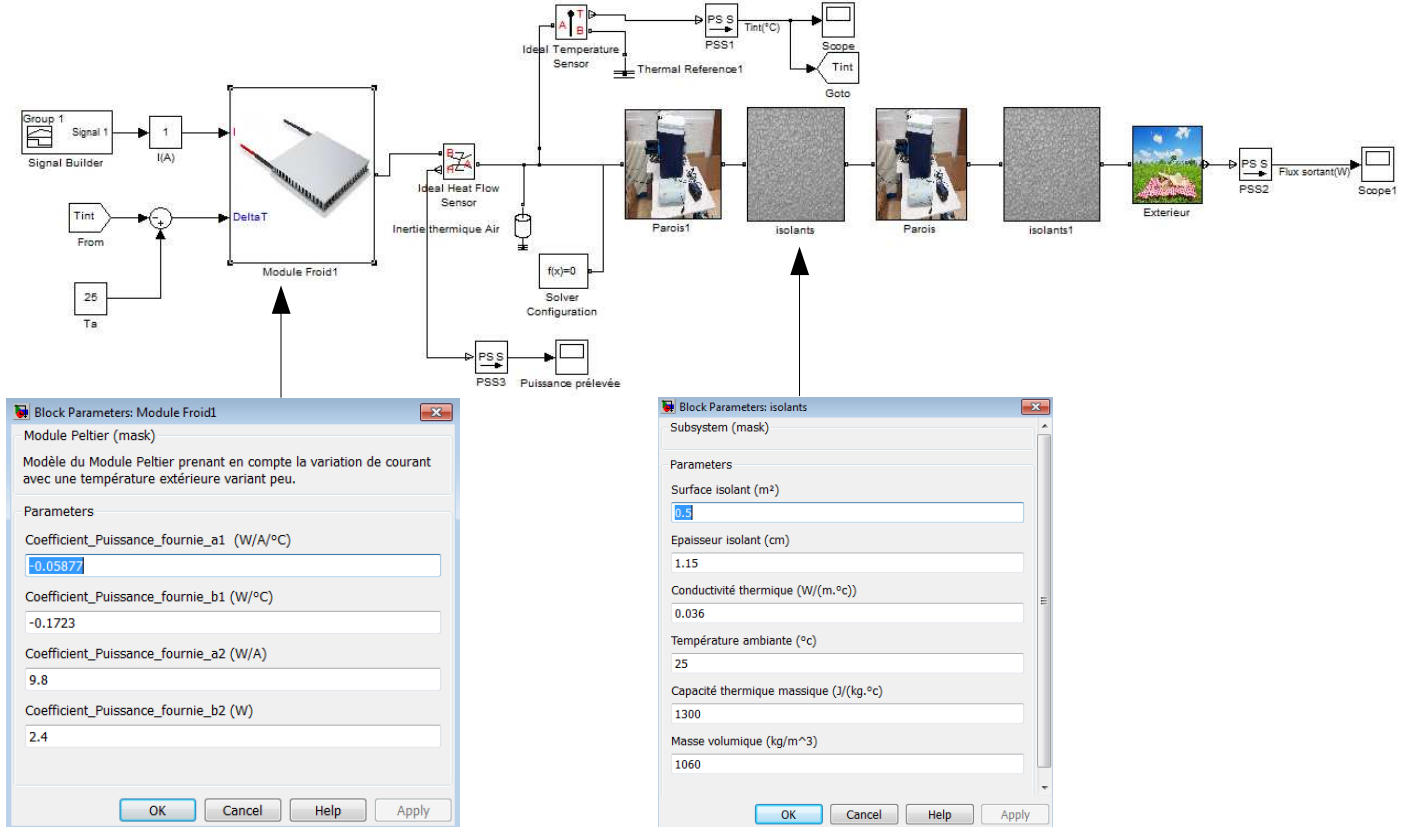 Group 1
Signal 1
Signal Builder
1
I(A)
Tint
From
25
Ta
-
+
I
DeltaT
Module Froid1
B
A
Ideal Heat Flow
Sensor
Inertie thermique Air
A
T
B
Ideal Temperature
Sensor
Thermal Reference1
PS S
PSS1
Tint(°C)
Scope
Tint
Goto
f(x)=0
Solver
Configuration
PS S
PSS3
Puissance prélevée
Parois1
isolants
Parois
isolants1
Exterieur
PS S
PSS2
Flux sortant(W)
Scope1
Block Parameters: Module Froid1
Module Peltier (mask)
Modèle du Module Peltier prenant en compte la variation de courant
avec une température extérieure variant peu.
Parameters
Coefficient_Puissance_fournie_a1 (W/A/°C)
-0.05877
Coefficient_Puissance_fournie_b1 (W/°C)
-0.1723
Coefficient_Puissance_fournie_a2 (W/A)
9.8
Coefficient_Puissance_fournie_b2 (W)
2.4
OK Cancel Help Apply
Block Parameters: isolants
Subsystem (mask)
Parameters
Surface isolant (m²)
0.5
Epaisseur isolant (cm)
1.15
Conductivité thermique (W/(m.°c))
0.036
Température ambiante (°c)
25
Capacité thermique massique (J/(kg.°c)
1300
Masse volumique (kg/m^3)
1060
OK Cancel Help Apply